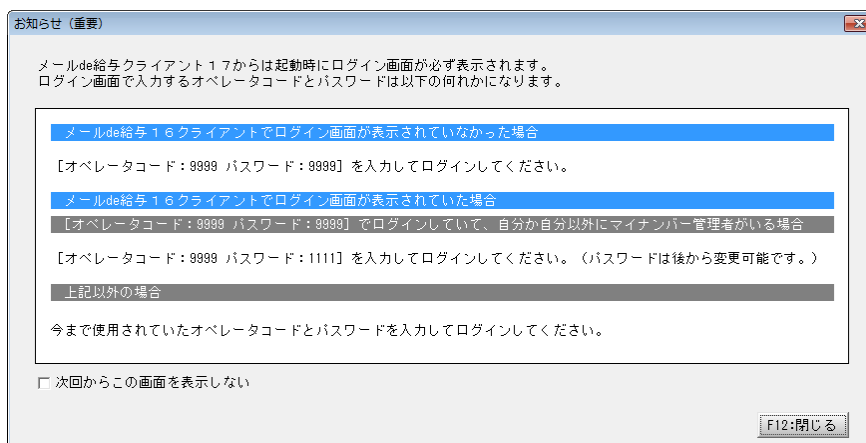 お知らせ（重要）
メールde給与クライアント１７からは起動時にログイン画面が必ず表示されます。
ログイン画面で入力するオペレータコードとパスワードは以下の何れかになります。
メールde給与１６クライアントでログイン画面が表示されていなかった場合
［オペレータコード：9999 パスワード：9999］を入力してログインしてください。
メールde給与１６クライアントでログイン画面が表示されていた場合
［オペレータコード：9999 パスワード：9999］でログインしていて、自分か自分以外にマイナンバー管理者がいる場合
［オペレータコード：9999 パスワード：1111］を入力してログインしてください。（パスワードは後から変更可能です。）
上記以外の場合
今まで使用されていたオペレータコードとパスワードを入力してログインしてください。
次回からこの画面を表示しない
F12:閉じる